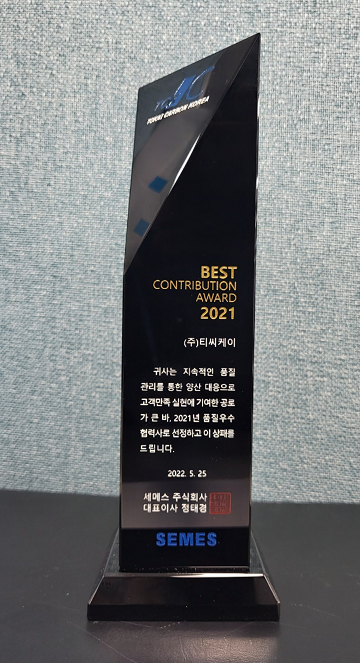 TOKAI CARBON KOREA
BEST
CONTRIBUTION
AWARD
2021
(주)티씨케이
귀사는 지속적인 품질
관리를 통한 양산 대응으로
고객만족 실현에 기여한 공로
가 큰 바, 2021년 품질우수
협력사로 선정하고 이 상패를
드립니다.
2022. 5. 25
세메스 주식회사
대표이사 정태경
SEMES